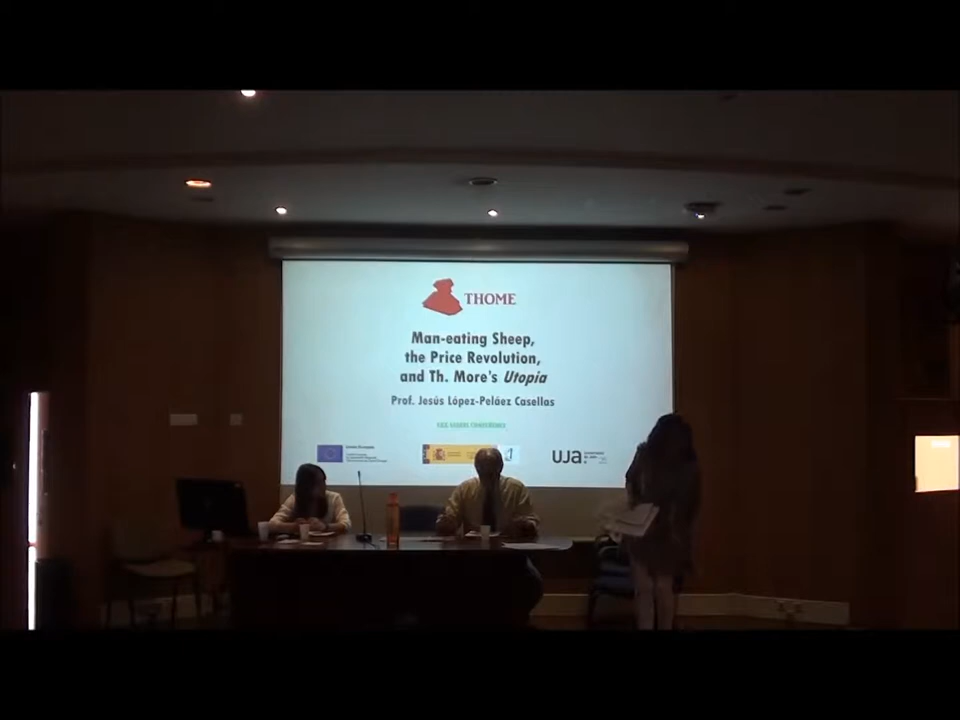 THOME
Man-eating Sheep,
the Price Revolution,
and Th. More's Utopia
Prof. Jesús López-Peláez Casellas
UJa.